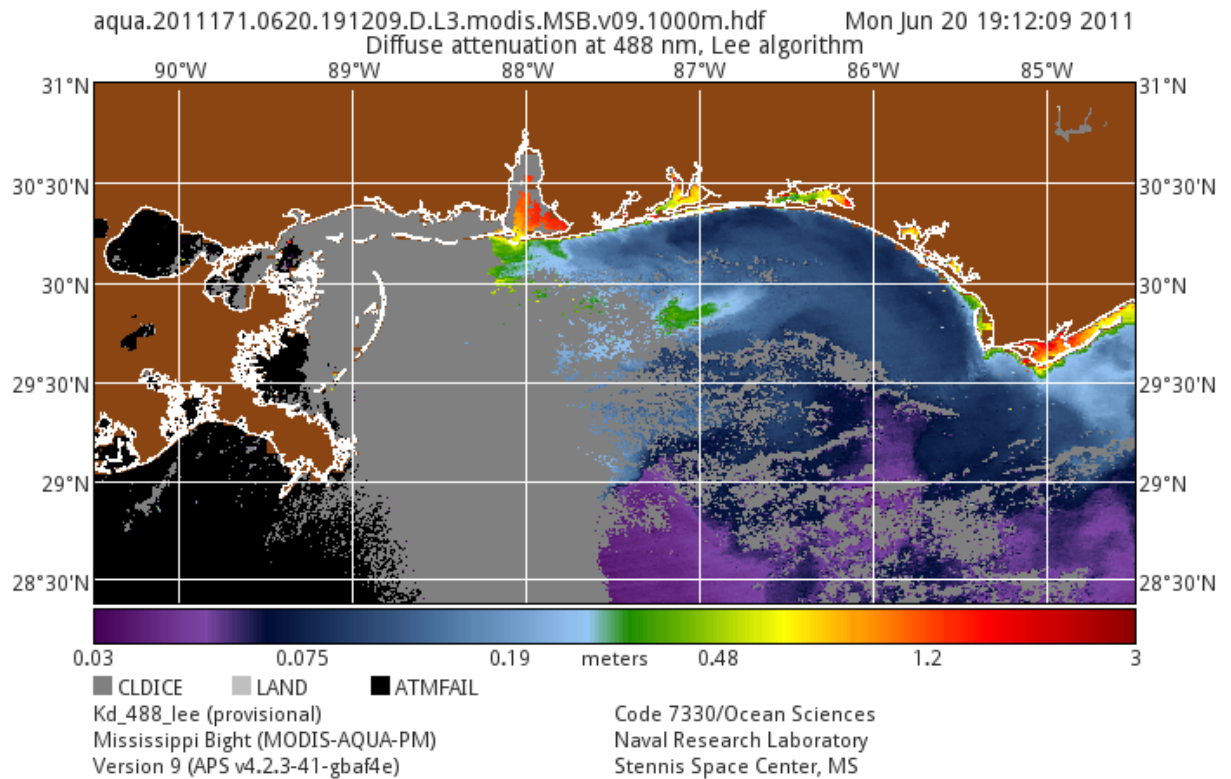 aqua.2011171.0620.191209.D.L3.modis.MSB.v09.1000m.hdf Mon Jun 20 19:12:09 2011
Diffuse attenuation at 488 nm, Lee algorithm
90°W 89°W 88°W 87°W 86°W 85°W
31°N 31°N
30°30'N 30°30'N
30°N 30°N
29°30'N 29°30'N
29°N 29°N
28°30'N 28°30'N
0.03 0.075 0.19 meters 0.48 1.2 3
CLDICE LAND ATMFAIL
Kd_488_lee (provisional) Code 7330/Ocean Sciences
Mississippi Bight (MODIS-AQUA-PM) Naval Research Laboratory
Version 9 (APS v4.2.3-41-gbaf4e) Stennis Space Center, MS